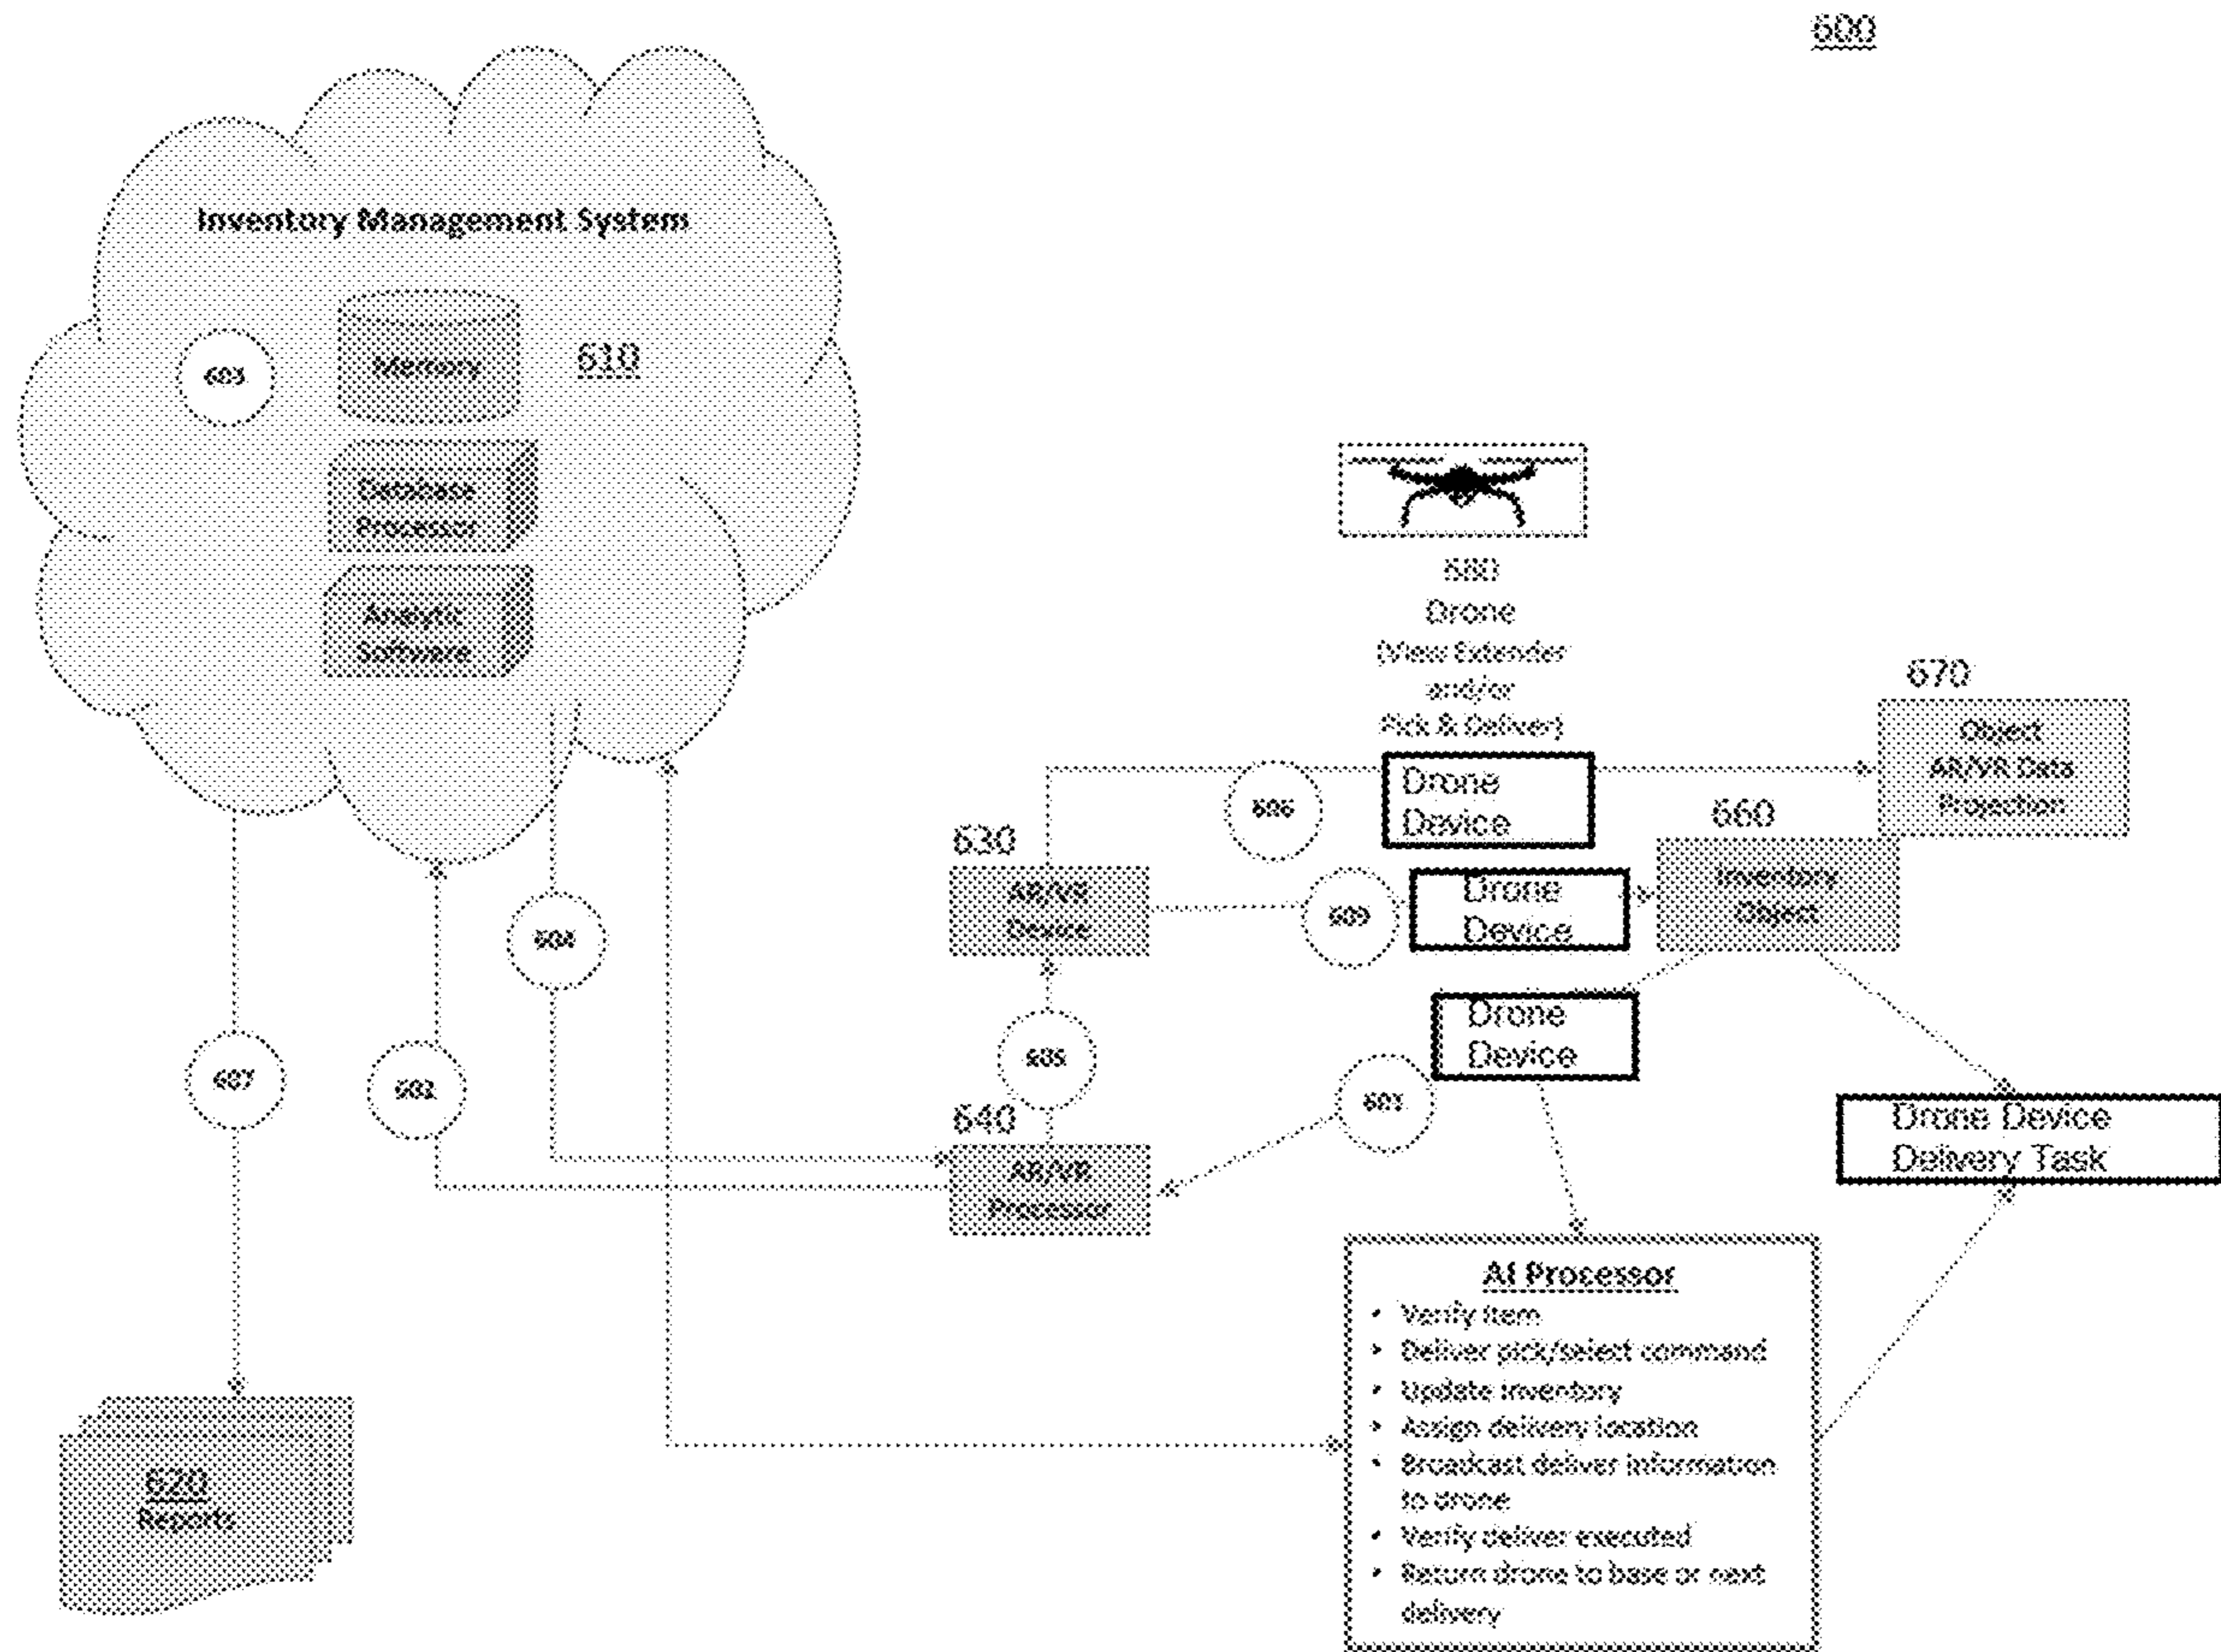 600
Inventory Management System
603
Memory
610
Database
Processor
Analytic
Software
680
Drone
(View Extender
and/or
Pick & Deliver)
670
Object
AR/VR Data
Projection
Drone
Device
606
660
630
Inventory
Object
AR/VR
Device
Drone
Device
604
Drone
Device
605
607
602
640
AR/VR
Processor
Drone Device
Delivery Task
AI Processor
• Verify item
• Deliver pick/select command
• Update inventory
• Assign delivery location
• Broadcast deliver information
to drone
• Verify deliver executed
• Return drone to base or next
delivery
620
Reports